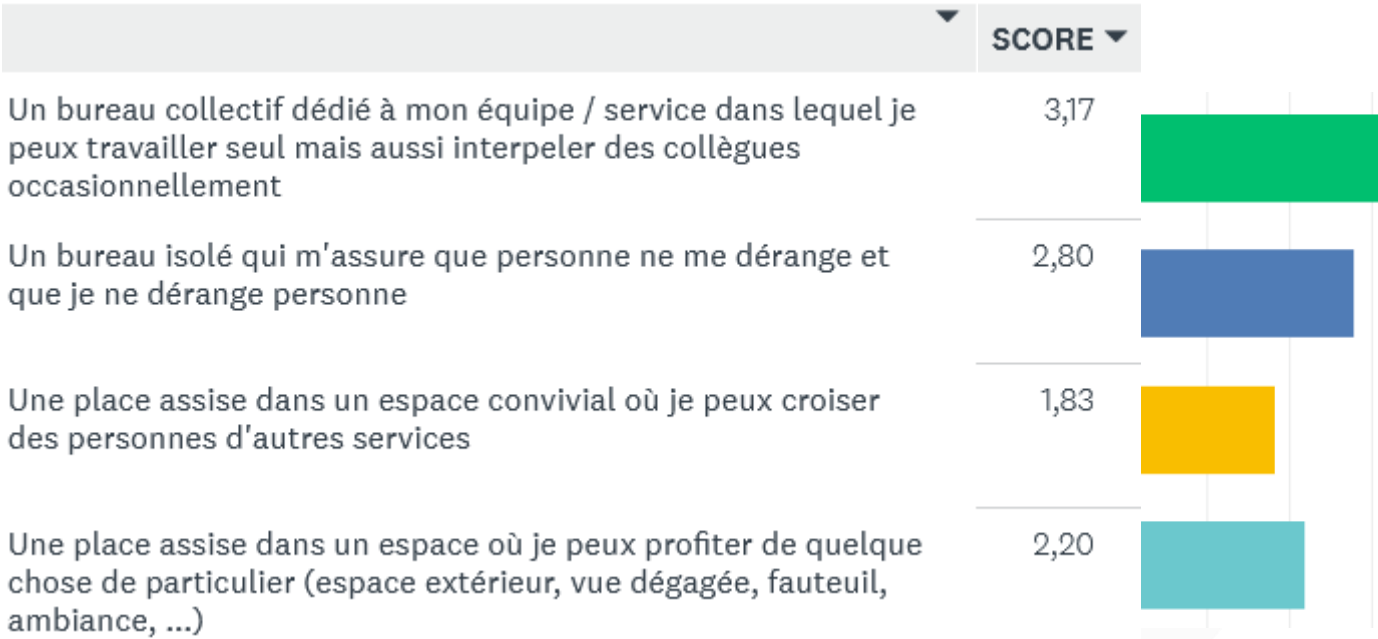 SCORE
Un bureau collectif dédié à mon équipe / service dans lequel je
peux travailler seul mais aussi interpeler des collègues
occasionnellement
3,17
Un bureau isolé qui m'assure que personne ne me dérange et
que je ne dérange personne
2,80
Une place assise dans un espace convivial où je peux croiser
des personnes d'autres services
1,83
Une place assise dans un espace où je peux profiter de quelque
chose de particulier (espace extérieur, vue dégagée, fauteuil,
ambiance, ...)
2,20